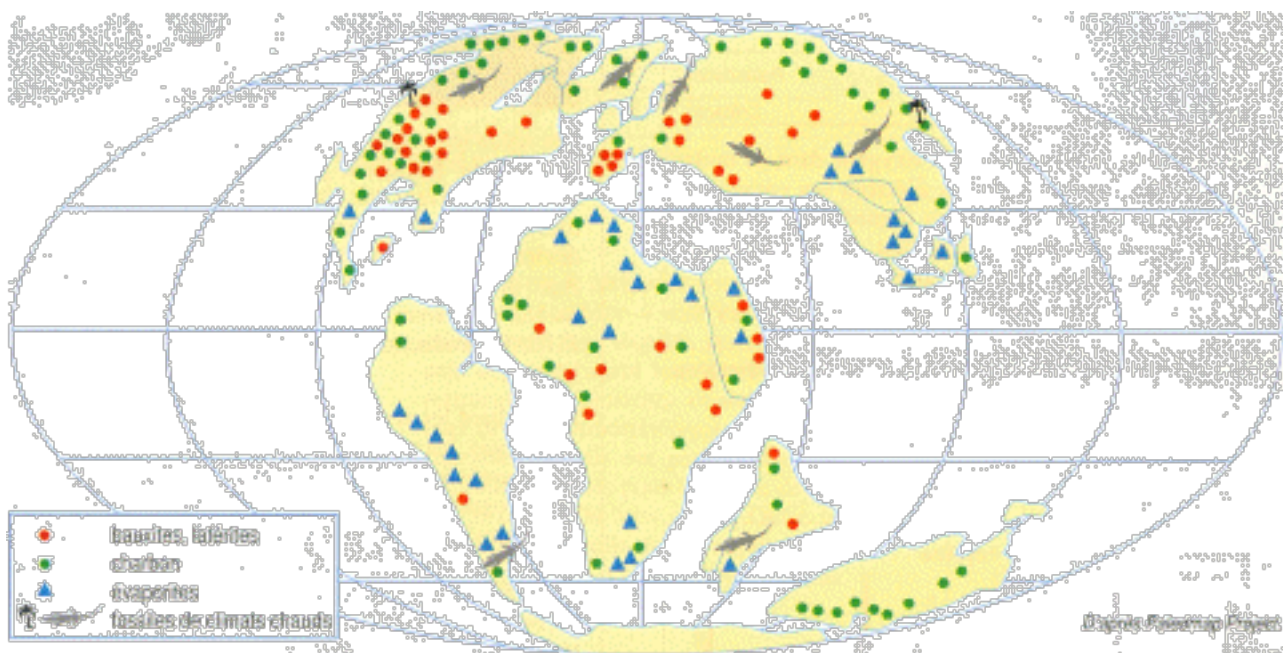 bauxites, latérites
charbon
évaporites
fossiles de climats chauds
D'après Paleomap Project